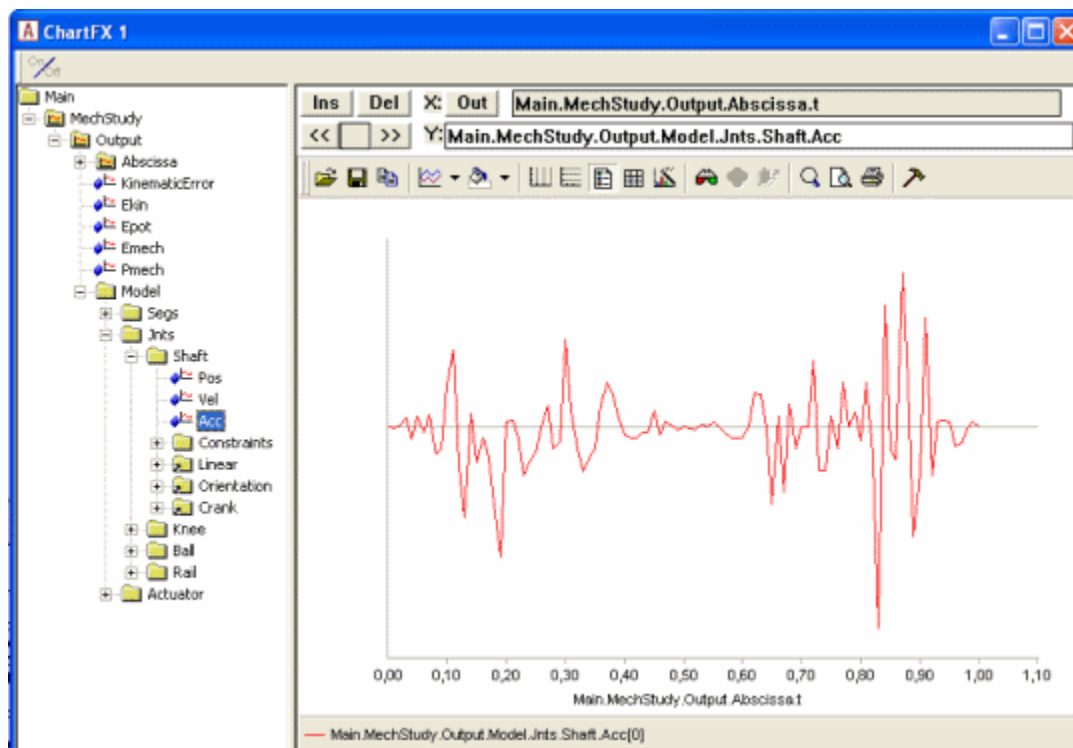 ChartFX 1
On/Off
Main
MechStudy
Output
Abscissa
KinematicError
Ekin
Epot
Emech
Pmech
Model
Segs
Jnts
Shaft
Pos
Vel
Acc
Constraints
Linear
Orientation
Crank
Knee
Ball
Rail
Actuator
Ins Del X: Out Main.MechStudy.Output.Abscissa.t
<< >> Y: Main.MechStudy.Output.Model.Jnts.Shaft.Acc
0,00 0,10 0,20 0,30 0,40 0,50 0,60 0,70 0,80 0,90 1,00 1,10
Main.MechStudy.Output.Abscissa.t
Main.MechStudy.Output.Model.Jnts.Shaft.Acc[0]